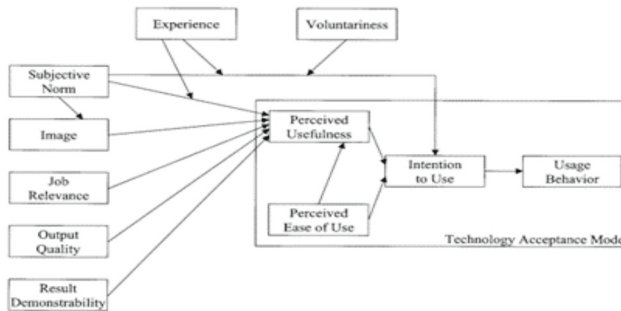 Experience
Voluntariness
Subjective
Norm
Image
Perceived
Usefulness
Job
Relevance
Intention
to Use
Usage
Behavior
Output
Quality
Perceived
Ease of Use
Technology Acceptance Mode
Result
Demonstrability